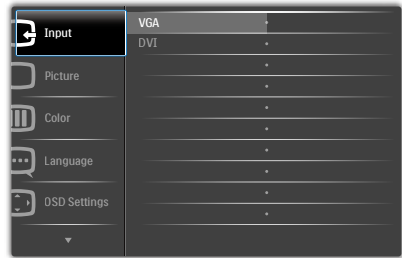 Input
Picture
Color
Language
OSD Settings
VGA
DVI